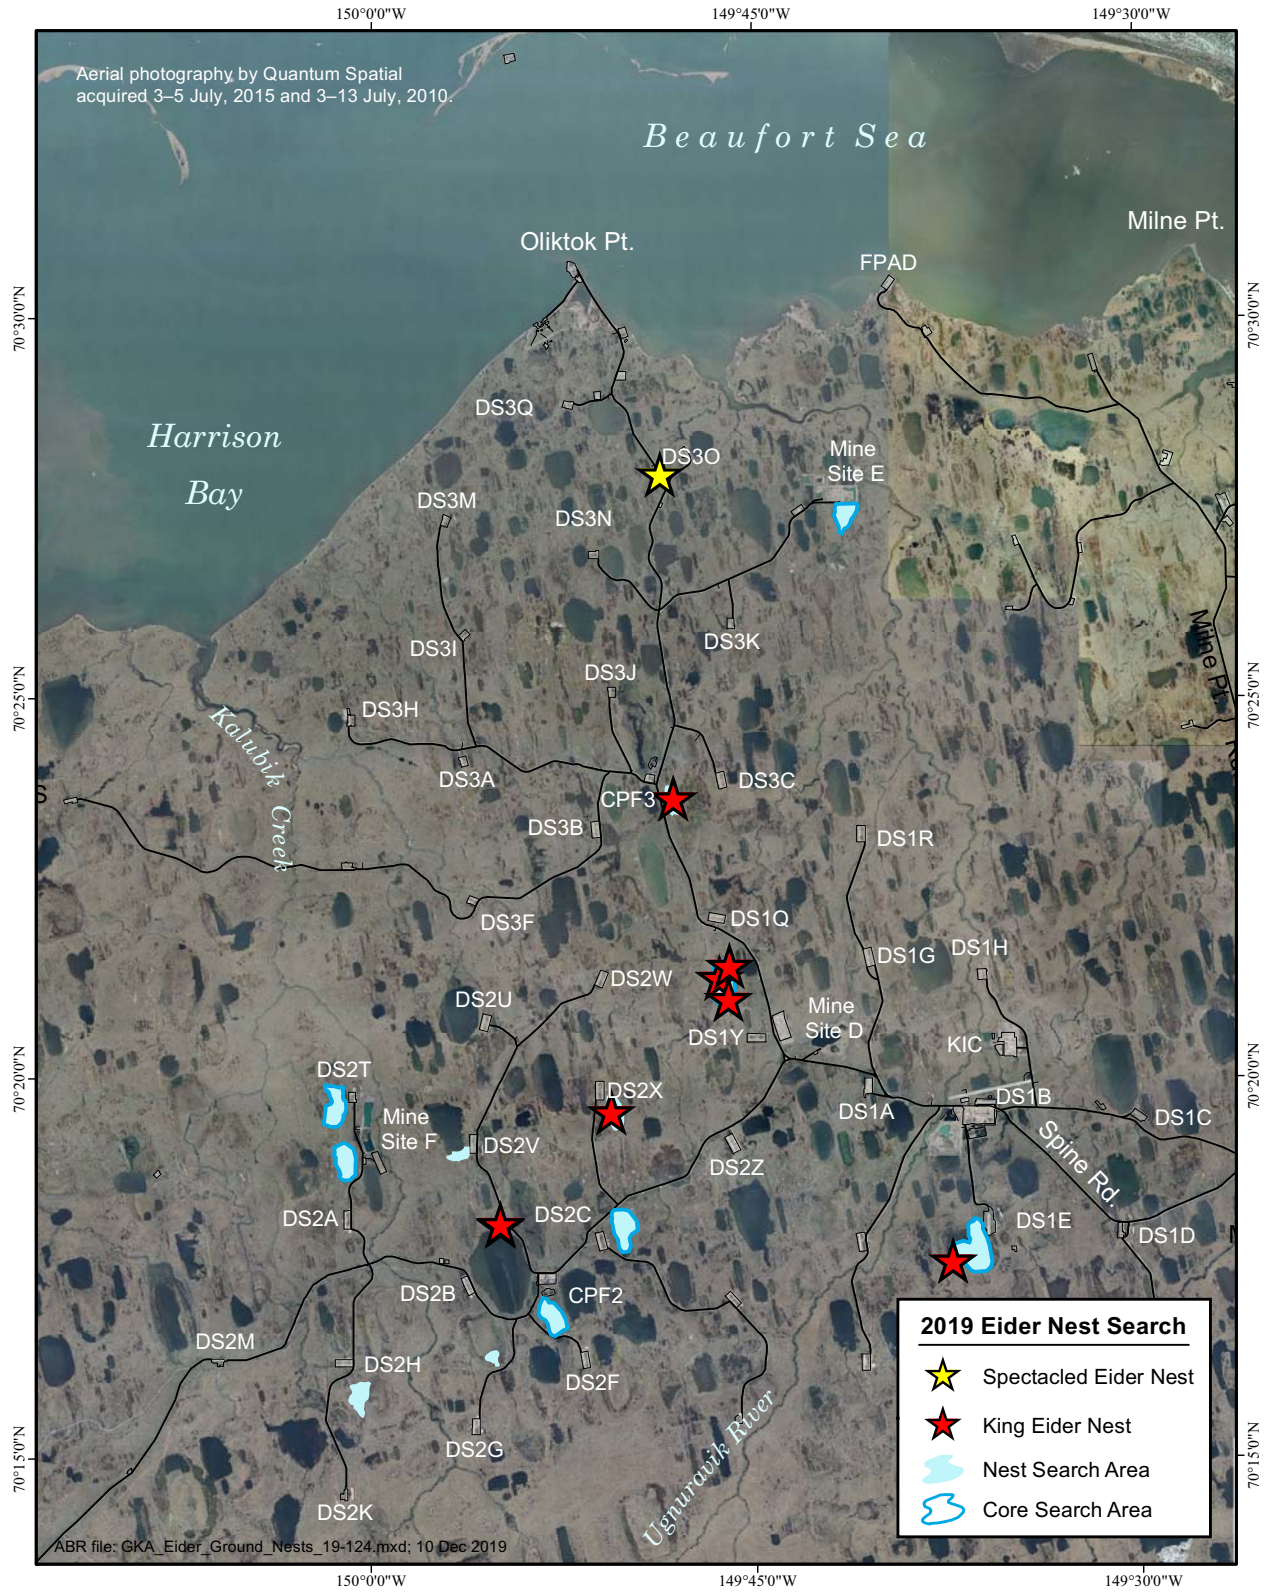 150°0'0"W
149°45'0"W
149°30'0"W
Aerial photography by Quantum Spatial
acquired 3–5 July, 2015 and 3–13 July, 2010.
Beaufort Sea
Milne Pt.
Oliktok Pt.
FPAD
70°30'0"N
70°30'0"N
DS3Q
Harrison
Bay
DS3O
Mine
Site E
DS3M
DS3N
DS3I
DS3K
Milne Pt.
DS3J
70°25'0"N
70°25'0"N
DS3H
Kalubik Creek
DS3A
DS3C
CPF3
S
DS3B
DS1R
DS3F
DS1Q
DS1G
DS1H
DS2W
DS2U
Mine
Site D
DS1Y
KIC
70°20'0"N
70°20'0"N
DS2T
DS2X
DS1B
DS1A
DS1C
Mine
Site F
DS2V
DS2Z
Spine Rd.
DS2A
DS2C
DS1E
DS1D
DS2B
CPF2
DS2M
DS2H
DS2F
DS2G
Ugnuravik River
70°15'0"N
70°15'0"N
DS2K
2019 Eider Nest Search
Spectacled Eider Nest
King Eider Nest
Nest Search Area
Core Search Area
ABR file: GKA_Eider_Ground_Nests_19-124.mxd; 10 Dec 2019
150°0'0"W
149°45'0"W
149°30'0"W